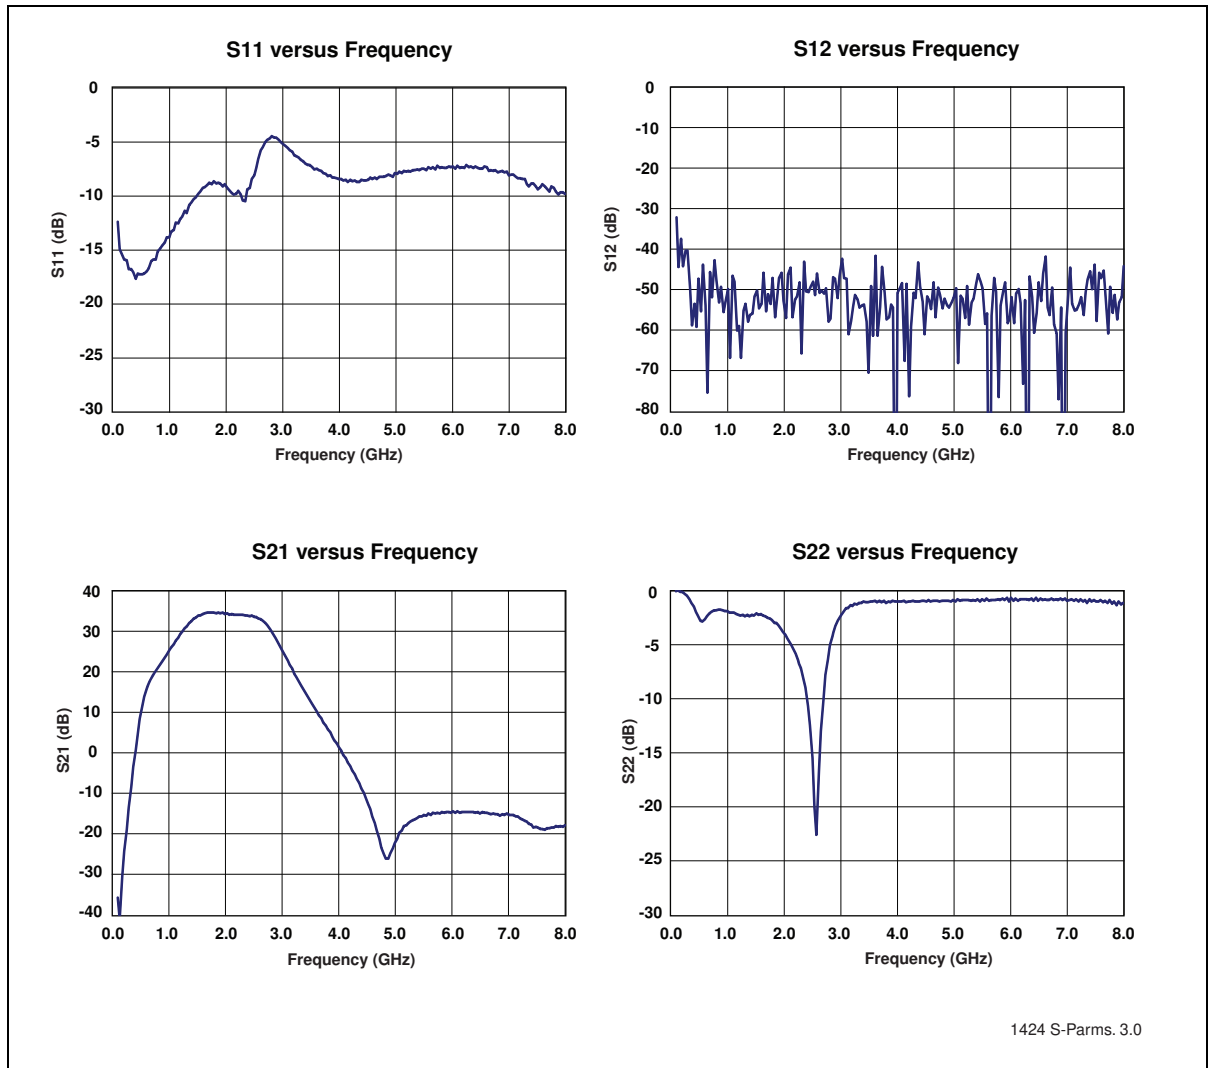 S11 versus Frequency
0
-5
-10
-15
-20
-25
-30
S11 (dB)
0.0 1.0 2.0 3.0 4.0 5.0 6.0 7.0 8.0
Frequency (GHz)
S12 versus Frequency
0
-10
-20
-30
-40
-50
-60
-70
-80
S12 (dB)
0.0 1.0 2.0 3.0 4.0 5.0 6.0 7.0 8.0
Frequency (GHz)
S21 versus Frequency
40
30
20
10
0
-10
-20
-30
-40
S21 (dB)
0.0 1.0 2.0 3.0 4.0 5.0 6.0 7.0 8.0
Frequency (GHz)
S22 versus Frequency
0
-5
-10
-15
-20
-25
-30
S22 (dB)
0.0 1.0 2.0 3.0 4.0 5.0 6.0 7.0 8.0
Frequency (GHz)
1424 S-Parms. 3.0